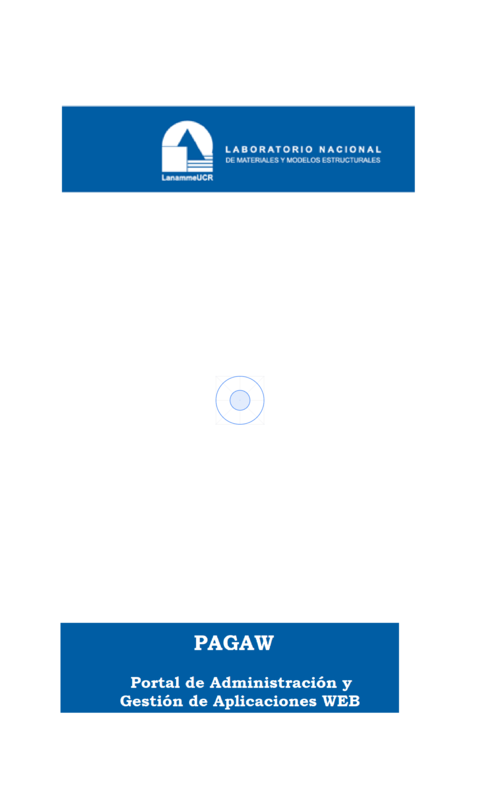 LABORATORIO NACIONAL
DE MATERIALES Y MODELOS ESTRUCTURALES
LanammeUCR
PAGAW
Portal de Administración y
Gestión de Aplicaciones WEB